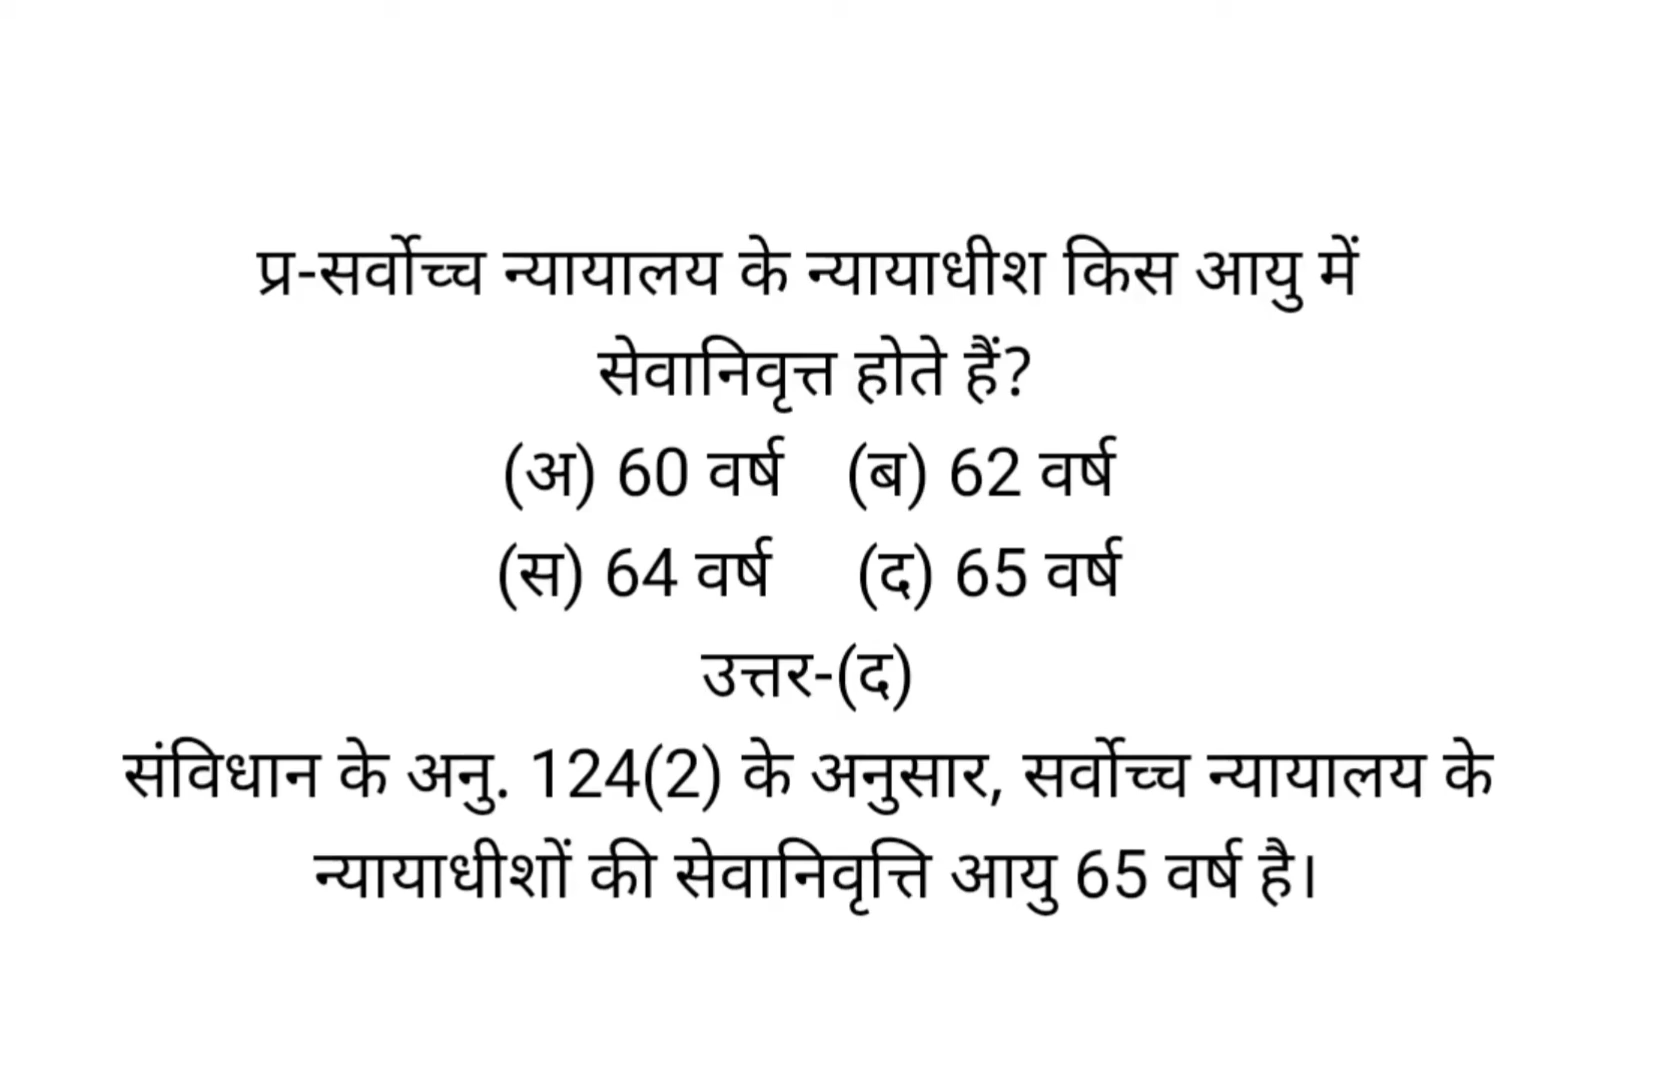 प्र-सर्वोच्च न्यायालय के न्यायाधीश किस आयु में
सेवानिवृत्त होते हैं?
(अ) 60 वर्ष (ब) 62 वर्ष
(स) 64 वर्ष (द) 65 वर्ष
उत्तर-(द)
संविधान के अनु. 124(2) के अनुसार, सर्वोच्च न्यायालय के
न्यायाधीशों की सेवानिवृत्ति आयु 65 वर्ष है।